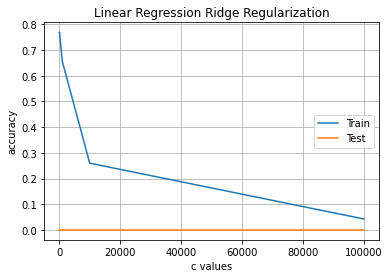 Linear Regression Ridge Regularization
0.8
0.7
0.6
0.5
0.4
0.3
0.2
0.1
0.0
accuracy
Train
Test
0 20000 40000 60000 80000 100000
c values